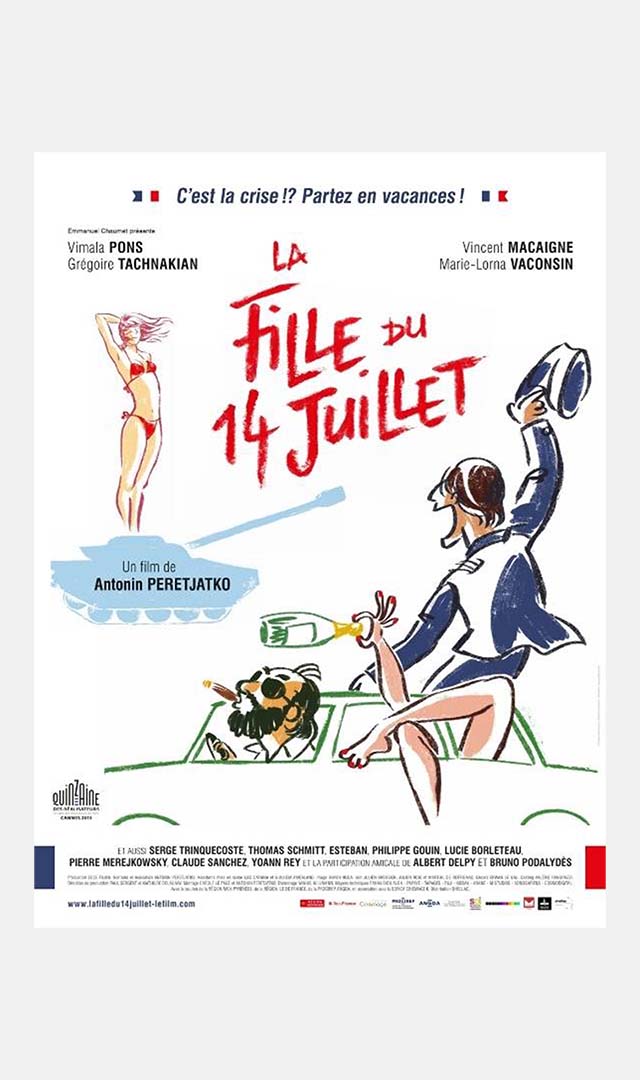 C'est la crise !? Partez en vacances !
Emmanuel Chaumet présente
Vimala PONS
Grégoire TACHNAKIAN
Vincent MACAIGNE
Marie-Lorna VACONSIN
LA
FILLE DU
14 JUILLET
Un film de
Antonin PERETJATKO
QUINZAINE
DES RÉALISATEURS
CANNES 2013
ET AUSSI SERGE TRINQUECOSTE, THOMAS SCHMITT, ESTEBAN, PHILIPPE GOUIN, LUCIE BORLETEAU,
PIERRE MEREJKOWSKY, CLAUDE SANCHEZ, YOANN REY ET LA PARTICIPATION AMICALE DE ALBERT DELPY ET BRUNO PODALYDÈS
www.lafilledu14juillet-lefilm.com